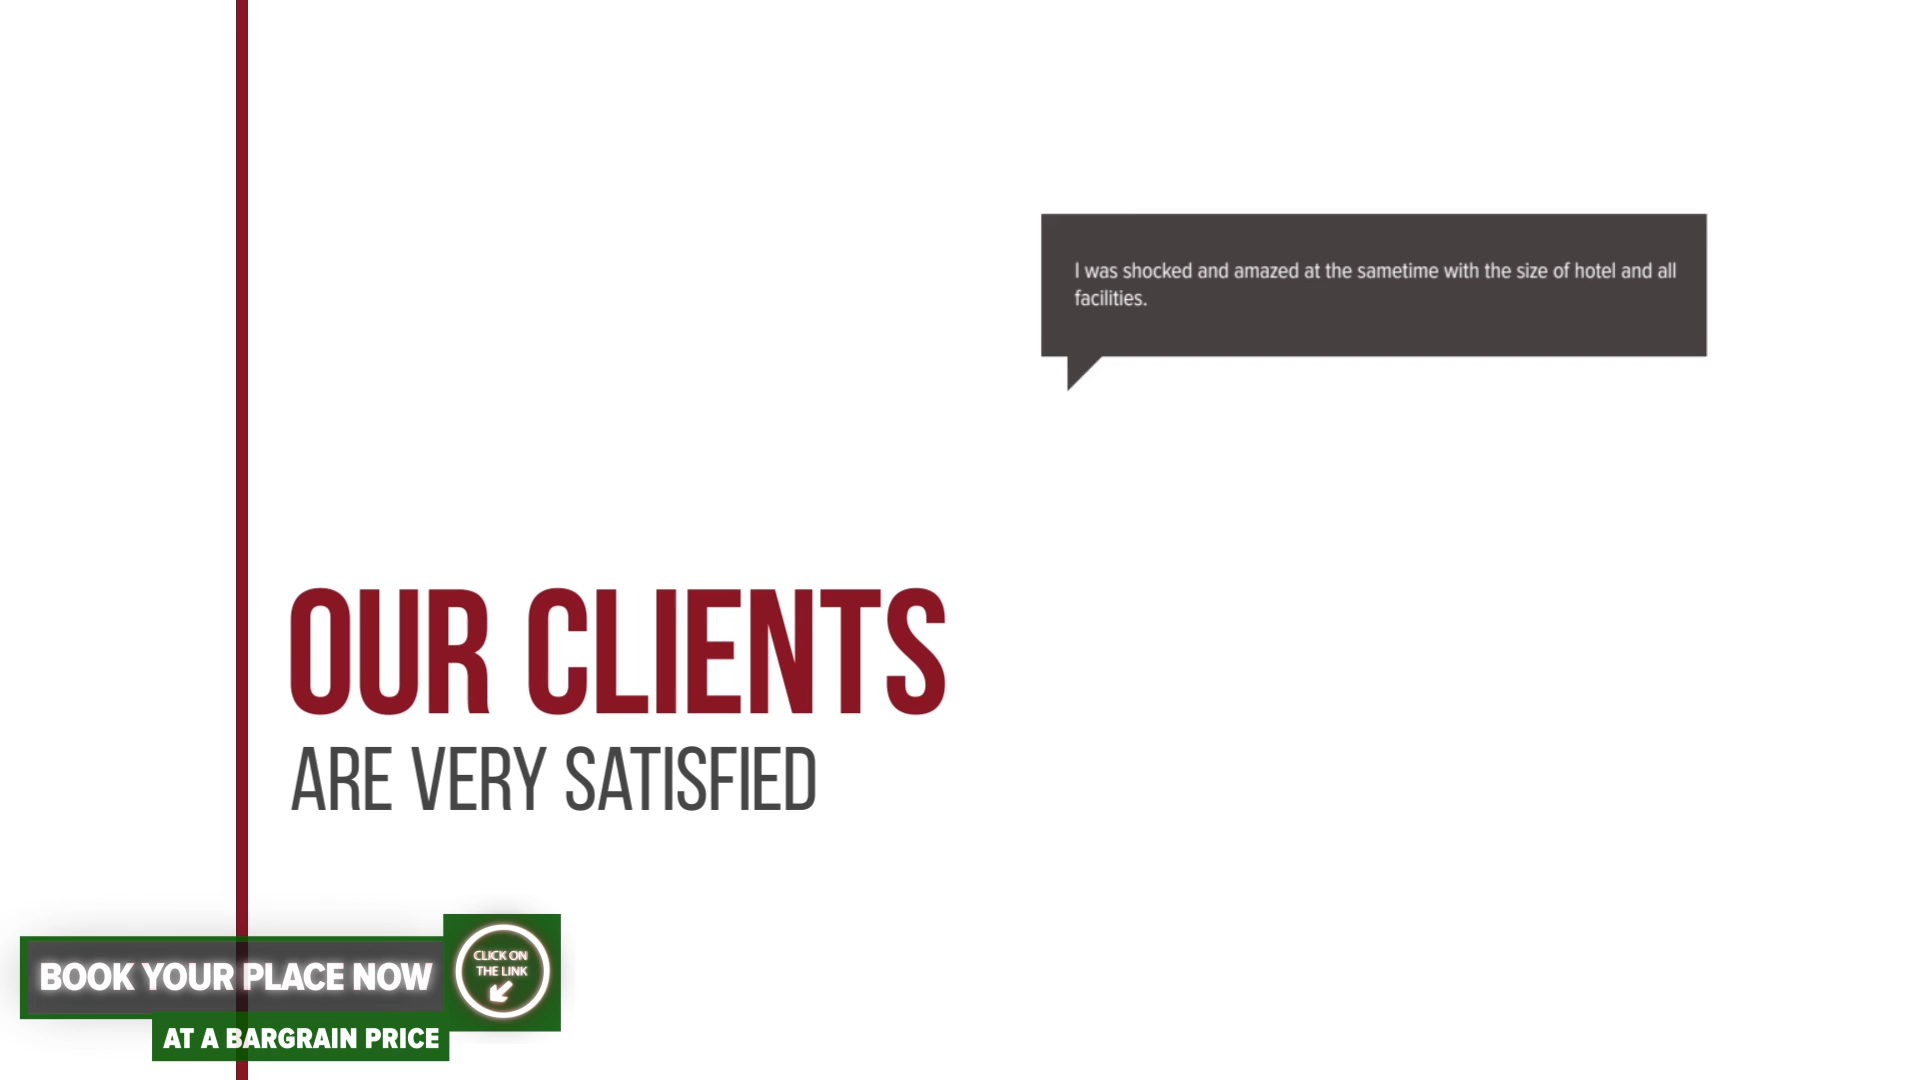 I was shocked and amazed at the sametime with the size of hotel and all
facilities.
OUR CLIENTS
ARE VERY SATISFIED
BOOK YOUR PLACE NOW
CLICK ON
THE LINK
AT A BARGRAIN PRICE